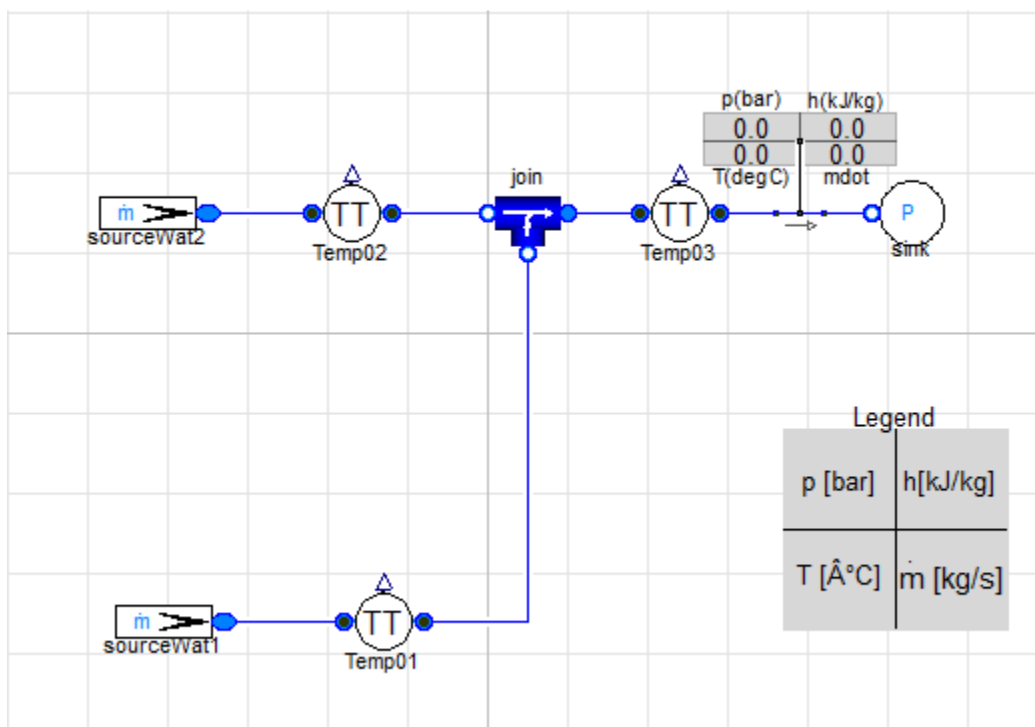 p(bar) h(kJ/kg)
0.0 0.0
0.0 0.0
T(degC) mdot
join
ṁ
TT
TT
P
sourceWat2
Temp02
Temp03
sink
Legend
p [bar] h[kJ/kg]
T [Â°C] ṁ [kg/s]
ṁ
TT
sourceWat1
Temp01